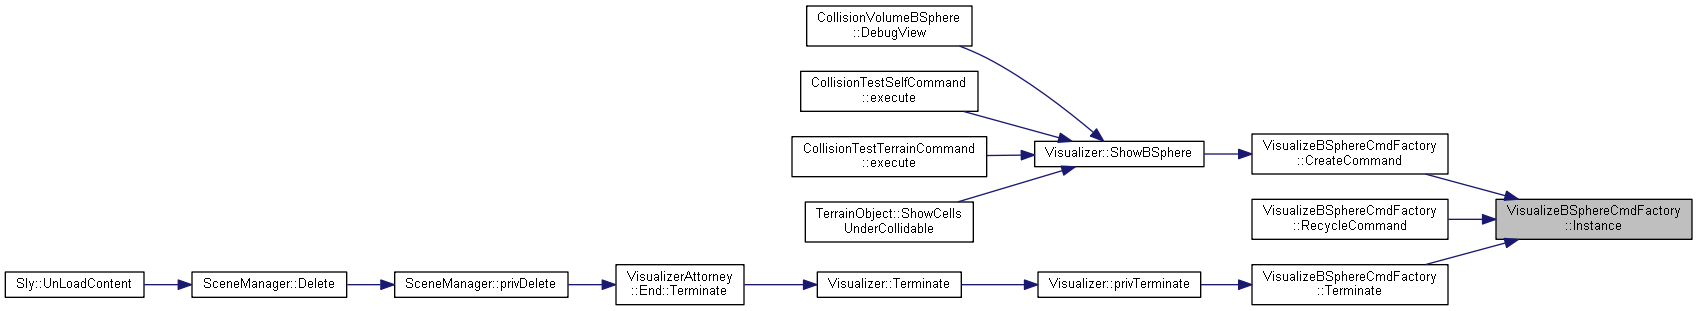 CollisionVolumeBSphere
::DebugView
CollisionTestSelfCommand
::execute
CollisionTestTerrainCommand
::execute
TerrainObject::ShowCells
UnderCollidable
Visualizer::ShowBSphere
VisualizeBSphereCmdFactory
::CreateCommand
VisualizeBSphereCmdFactory
::RecycleCommand
VisualizeBSphereCmdFactory
::Instance
Sly::UnLoadContent
SceneManager::Delete
SceneManager::privDelete
VisualizerAttorney
::End::Terminate
Visualizer::Terminate
Visualizer::privTerminate
VisualizeBSphereCmdFactory
::Terminate